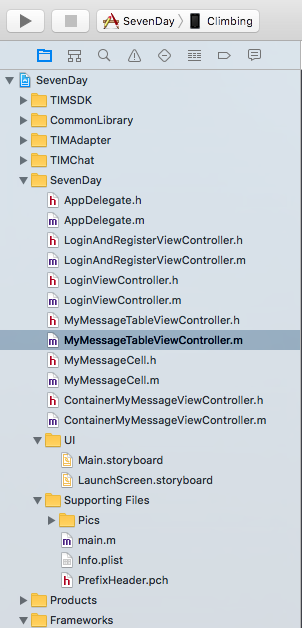 SevenDay Climbing
SevenDay
TIMSDK
CommonLibrary
TIMAdapter
TIMChat
SevenDay
AppDelegate.h
AppDelegate.m
LoginAndRegisterViewController.h
LoginAndRegisterViewController.m
LoginViewController.h
LoginViewController.m
MyMessageTableViewController.h
MyMessageTableViewController.m
MyMessageCell.h
MyMessageCell.m
ContainerMyMessageViewController.h
ContainerMyMessageViewController.m
UI
Main.storyboard
LaunchScreen.storyboard
Supporting Files
Pics
main.m
Info.plist
PrefixHeader.pch
Products
Frameworks